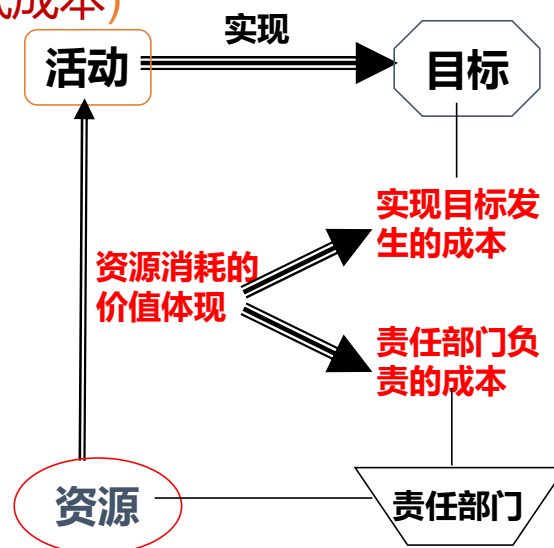 成本)
实现
活动
目标
实现目标发
生的成本
资源消耗的
价值体现
责任部门负
责的成本
资源
责任部门